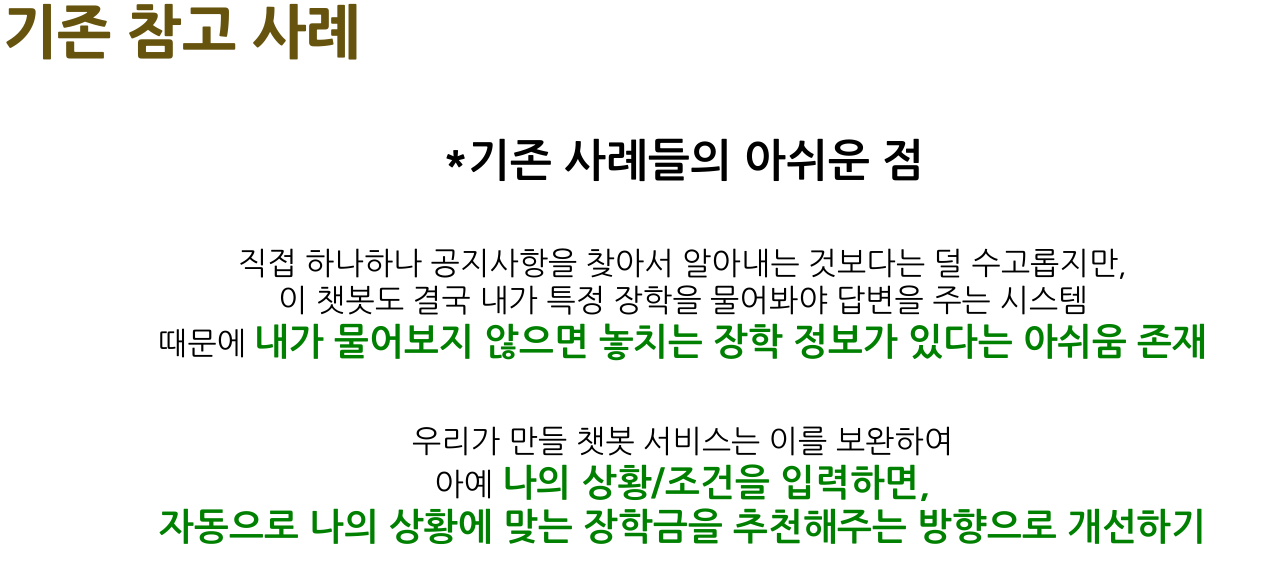 기존 참고 사례
*기존 사례들의 아쉬운 점
직접 하나하나 공지사항을 찾아서 알아내는 것보다는 덜 수고롭지만,
이 챗봇도 결국 내가 특정 장학을 물어봐야 답변을 주는 시스템
때문에 내가 물어보지 않으면 놓치는 장학 정보가 있다는 아쉬움 존재
우리가 만들 챗봇 서비스는 이를 보완하여
아예 나의 상황/조건을 입력하면,
자동으로 나의 상황에 맞는 장학금을 추천해주는 방향으로 개선하기